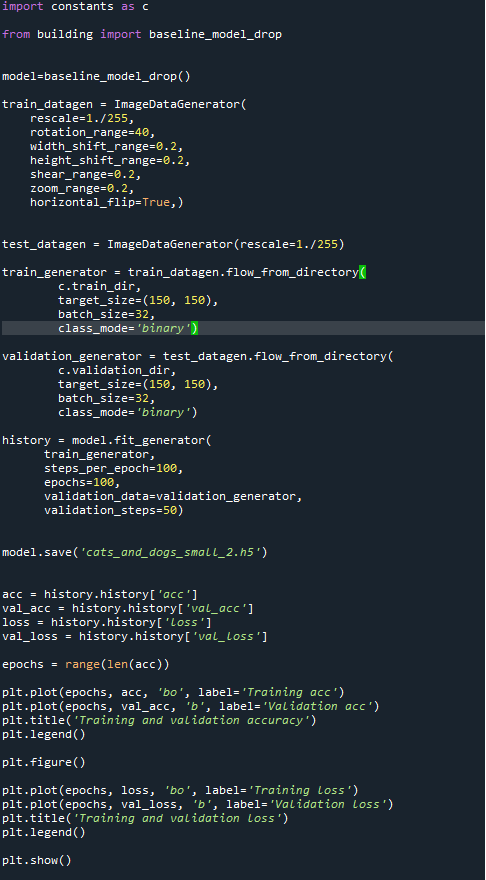 import constants as c
from building import baseline_model_drop
model=baseline_model_drop()
train_datagen = ImageDataGenerator(
    rescale=1./255,
    rotation_range=40,
    width_shift_range=0.2,
    height_shift_range=0.2,
    shear_range=0.2,
    zoom_range=0.2,
    horizontal_flip=True,)
test_datagen = ImageDataGenerator(rescale=1./255)
train_generator = train_datagen.flow_from_directory(
        c.train_dir,
        target_size=(150, 150),
        batch_size=32,
        class_mode='binary')
validation_generator = test_datagen.flow_from_directory(
        c.validation_dir,
        target_size=(150, 150),
        batch_size=32,
        class_mode='binary')
history = model.fit_generator(
      train_generator,
      steps_per_epoch=100,
      epochs=100,
      validation_data=validation_generator,
      validation_steps=50)
model.save('cats_and_dogs_small_2.h5')
acc = history.history['acc']
val_acc = history.history['val_acc']
loss = history.history['loss']
val_loss = history.history['val_loss']
epochs = range(len(acc))
plt.plot(epochs, acc, 'bo', label='Training acc')
plt.plot(epochs, val_acc, 'b', label='Validation acc')
plt.title('Training and validation accuracy')
plt.legend()
plt.figure()
plt.plot(epochs, loss, 'bo', label='Training loss')
plt.plot(epochs, val_loss, 'b', label='Validation loss')
plt.title('Training and validation loss')
plt.legend()
plt.show()